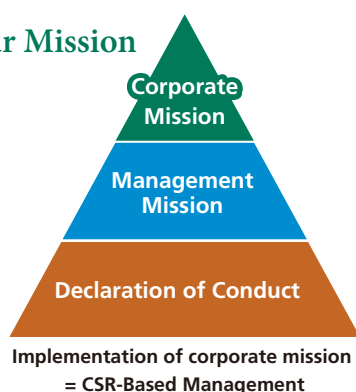 Mission
Corporate
Mission
Management
Mission
Declaration of Conduct
Implementation of corporate mission
= CSR-Based Management